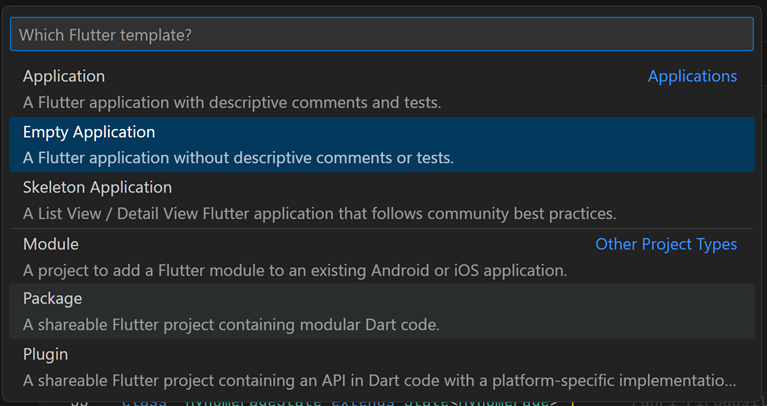 Which Flutter template?
Application Applications
A Flutter application with descriptive comments and tests.
Empty Application
A Flutter application without descriptive comments or tests.
Skeleton Application
A List View / Detail View Flutter application that follows community best practices.
Module Other Project Types
A project to add a Flutter module to an existing Android or iOS application.
Package
A shareable Flutter project containing modular Dart code.
Plugin
A shareable Flutter project containing an API in Dart code with a platform-specific implementatio...